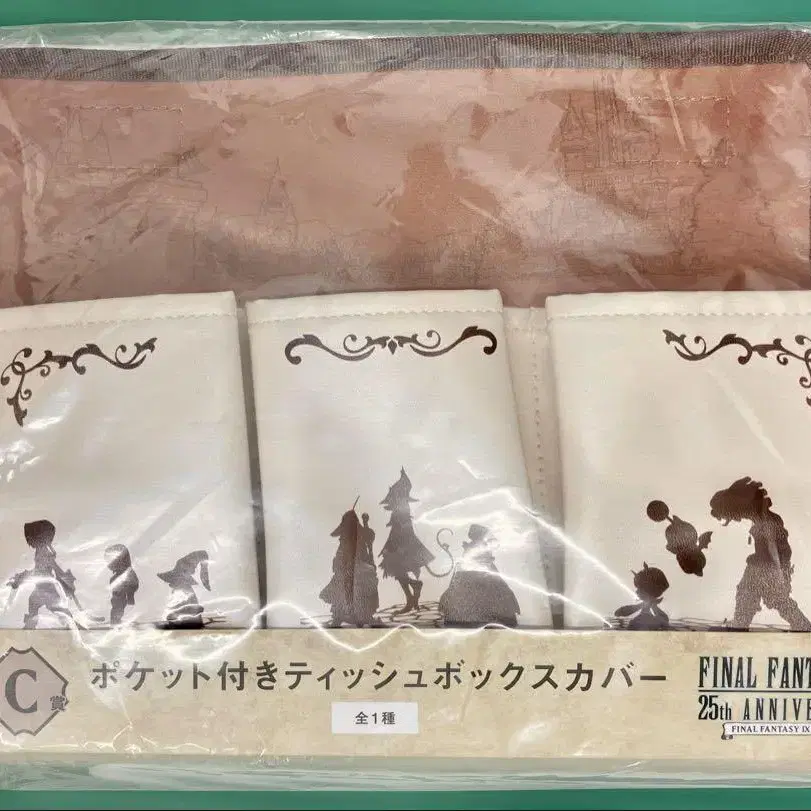 C賞
ポケット付きティッシュボックスカバー
全1種
FINAL FANT
25th ANNIVE
FINAL FANTASY IX